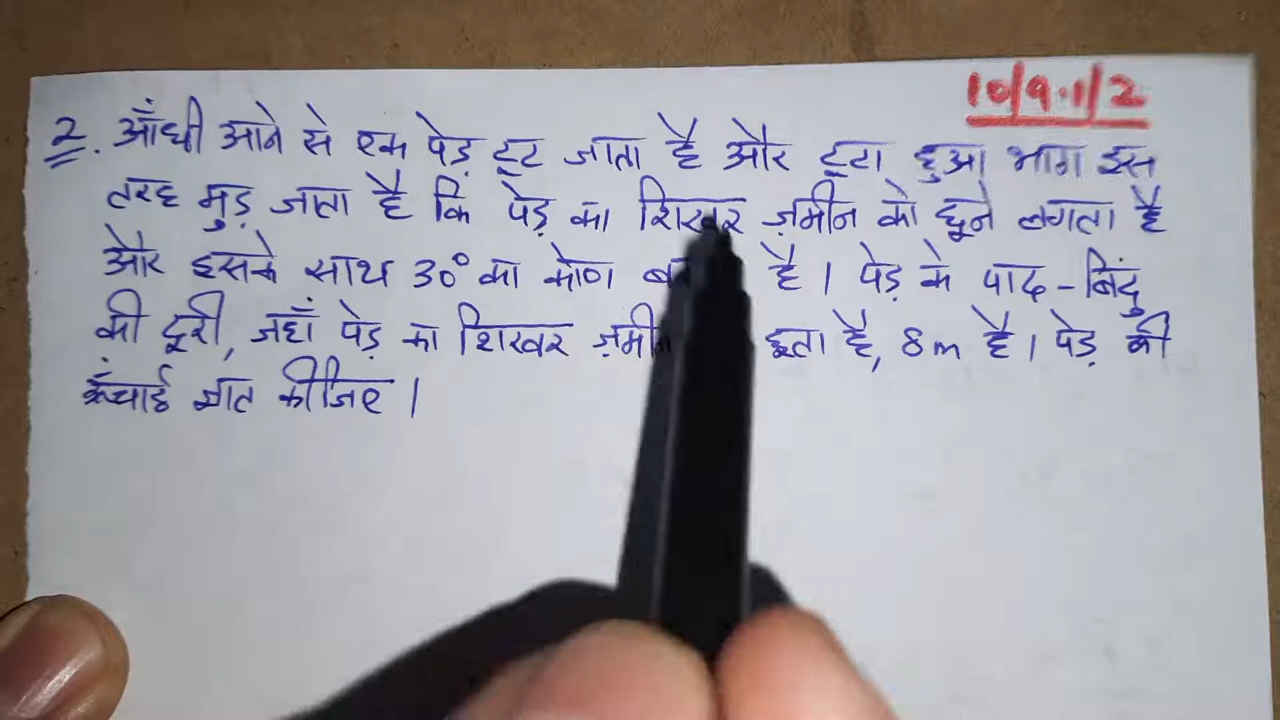 10/9.1/2
2. आँधी आने से एक पेड़ टूट जाता है और टूटा हुआ भाग इस
तरह मुड़ जाता है कि पेड़ का शिखर ज़मीन को छूने लगता है
और इसके साथ 30° का कोण है । पेड़ के पाद-बिंदु
की दूरी, जहाँ पेड़ का शिखर छूता है, 8m है । पेड़ की
ऊँचाई ज्ञात कीजिए ।